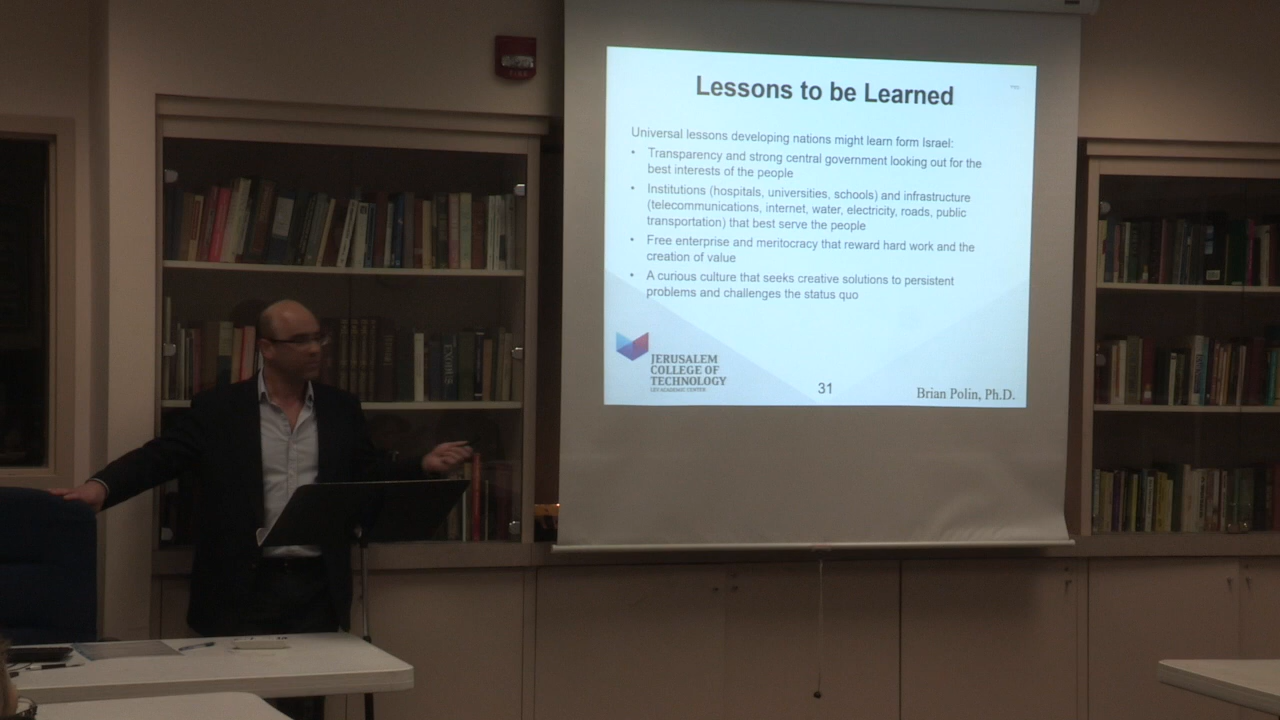 Lessons to be Learned
Universal lessons developing nations might learn form Israel:
• Transparency and strong central government looking out for the
best interests of the people
• Institutions (hospitals, universities, schools) and infrastructure
(telecommunications, internet, water, electricity, roads, public
transportation) that best serve the people
• Free enterprise and meritocracy that reward hard work and the
creation of value
• A curious culture that seeks creative solutions to persistent
problems and challenges the status quo
JERUSALEM
COLLEGE OF
TECHNOLOGY
LEV ACADEMIC CENTER
31
Brian Polin, Ph.D.